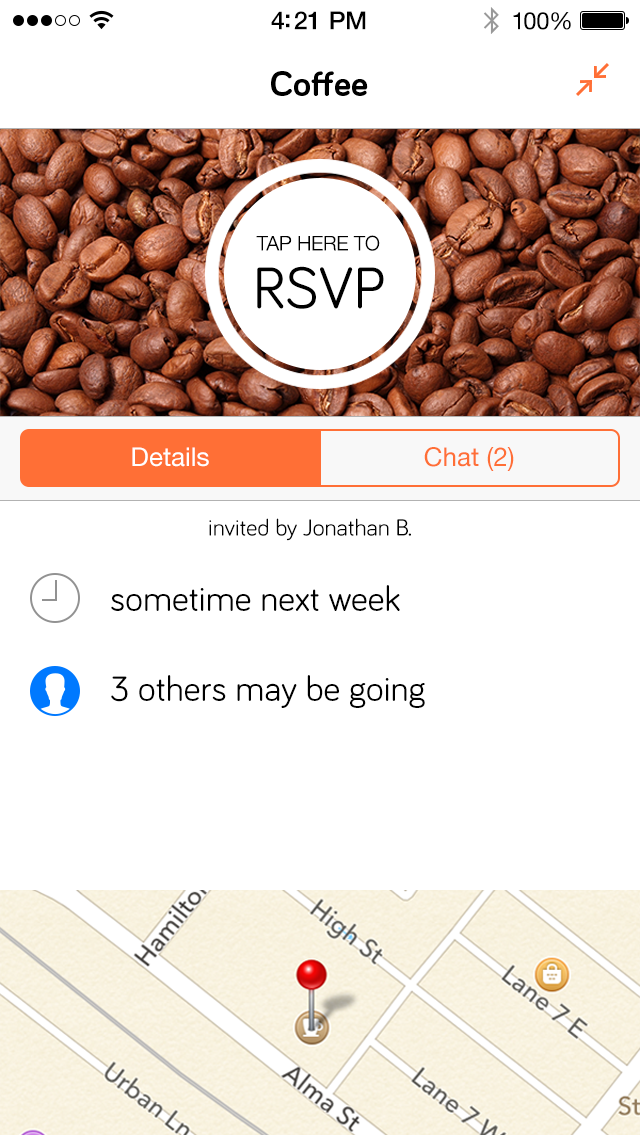 4:21 PM
100%
Coffee
TAP HERE TO
RSVP
Details
Chat (2)
invited by Jonathan B.
sometime next week
3 others may be going
High St
Lane 7 E
Urban Ln
Alma St
Lane 7 W
St